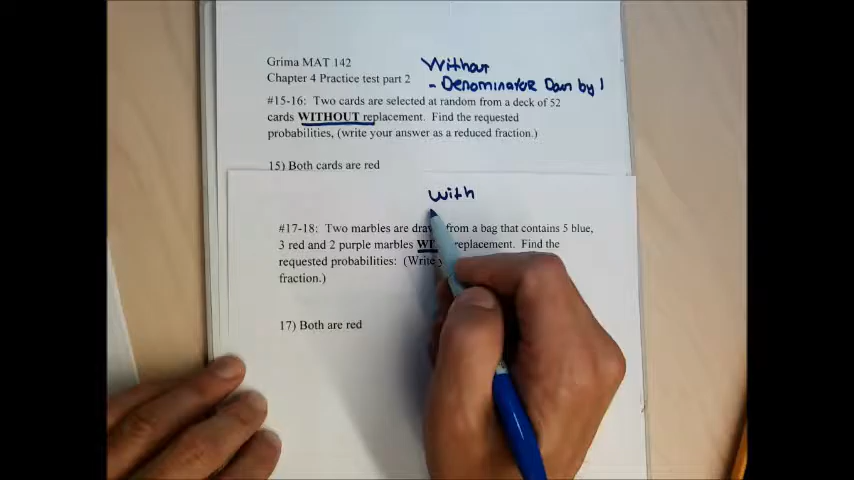 Grima MAT 142
Without
Chapter 4 Practice test part 2
- Denominator Down by 1
#15-16: Two cards are selected at random from a deck of 52
cards WITHOUT replacement. Find the requested
probabilities, (write your answer as a reduced fraction.)
15) Both cards are red
With
#17-18: Two marbles are from a bag that contains 5 blue,
3 red and 2 purple marbles replacement. Find the
requested probabilities: (Write
fraction.)
17) Both are red